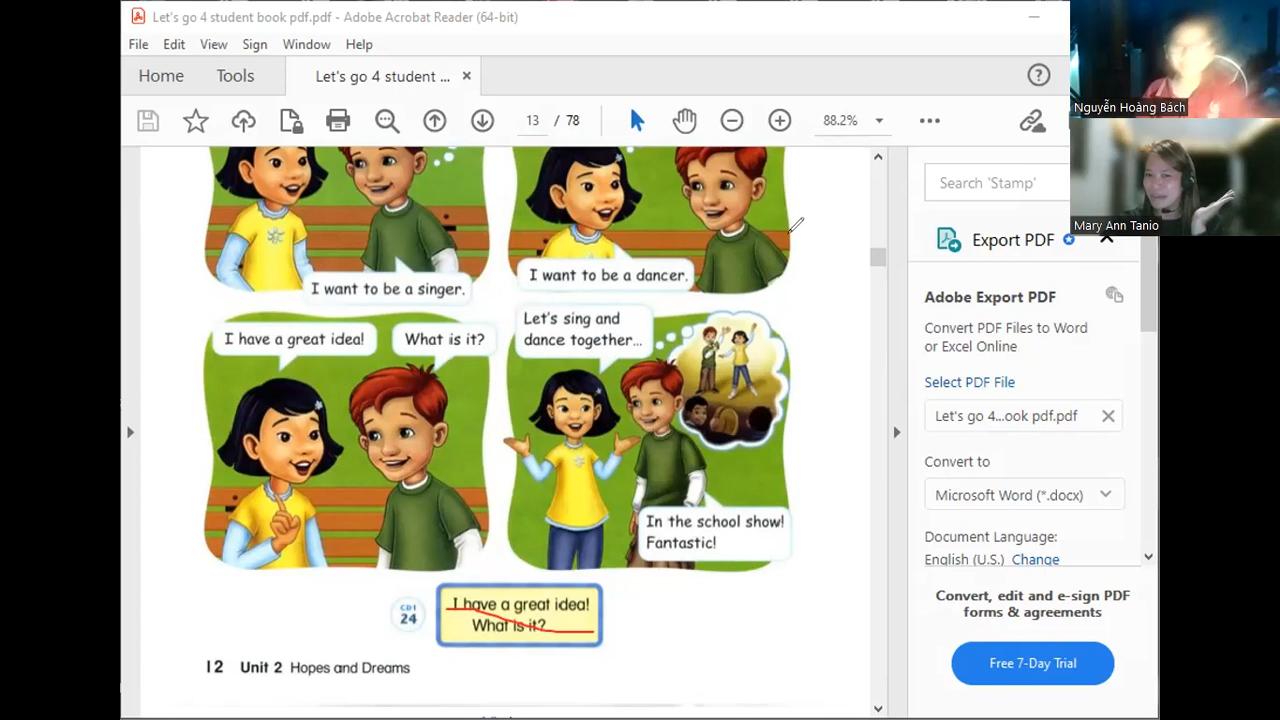 Let's go 4 student book pdf.pdf - Adobe Acrobat Reader (64-bit)
File Edit View Sign Window Help
Home Tools Let's go 4 student ... ×
13 / 78 88.2%
Nguyễn Hoàng Bách
Mary Ann Tanio
I want to be a singer.
I want to be a dancer.
I have a great idea!
What is it?
Let's sing and
dance together...
In the school show!
Fantastic!
CD1
24
I have a great idea!
What is it?
12 Unit 2 Hopes and Dreams
Search 'Stamp'
Export PDF
Adobe Export PDF
Convert PDF Files to Word
or Excel Online
Select PDF File
Let's go 4...ook pdf.pdf
Convert to
Microsoft Word (*.docx)
Document Language:
English (U.S.) Change
Convert, edit and e-sign PDF
forms & agreements
Free 7-Day Trial